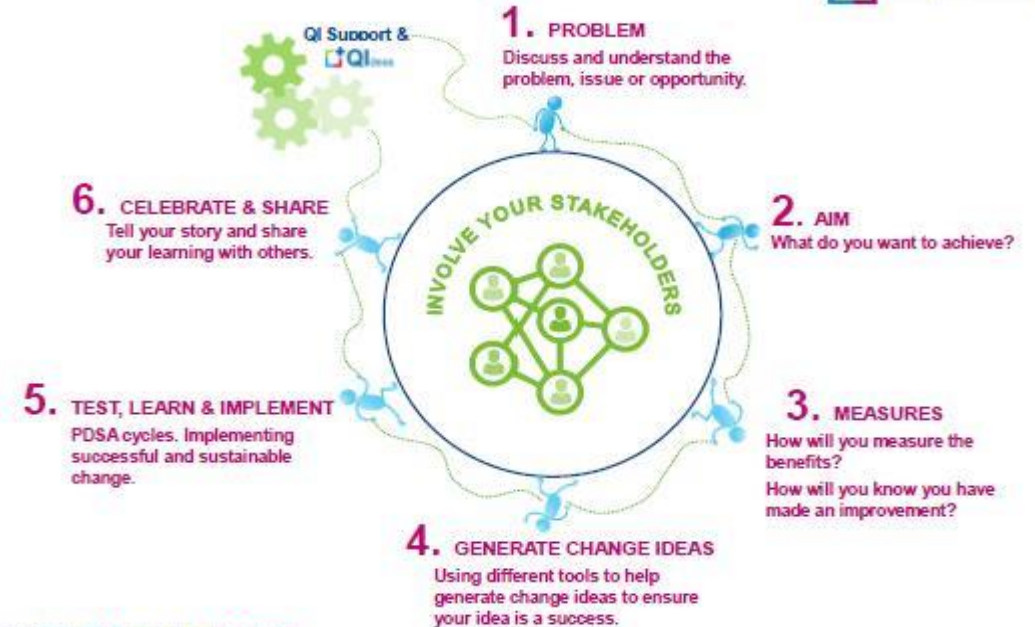 QI Support &
QI
1. PROBLEM
Discuss and understand the
problem, issue or opportunity.
2. AIM
What do you want to achieve?
3. MEASURES
How will you measure the
benefits?
How will you know you have
made an improvement?
4. GENERATE CHANGE IDEAS
Using different tools to help
generate change ideas to ensure
your idea is a success.
5. TEST, LEARN & IMPLEMENT
PDSA cycles. Implementing
successful and sustainable
change.
6. CELEBRATE & SHARE
Tell your story and share
your learning with others.
INVOLVE YOUR STAKEHOLDERS